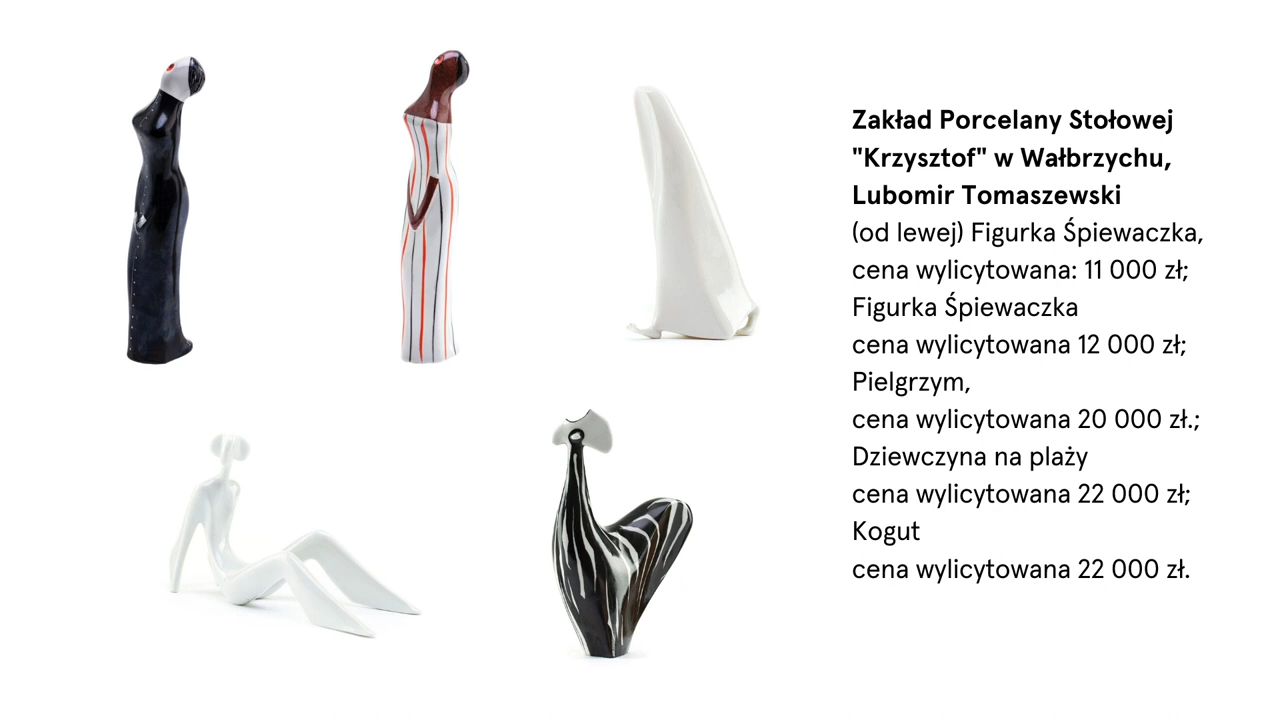 Zakład Porcelany Stołowej
"Krzysztof" w Wałbrzychu,
Lubomir Tomaszewski
(od lewej) Figurka Śpiewaczka,
cena wylicytowana: 11 000 zł;
Figurka Śpiewaczka
cena wylicytowana 12 000 zł;
Pielgrzym,
cena wylicytowana 20 000 zł.;
Dziewczyna na plaży
cena wylicytowana 22 000 zł;
Kogut
cena wylicytowana 22 000 zł.